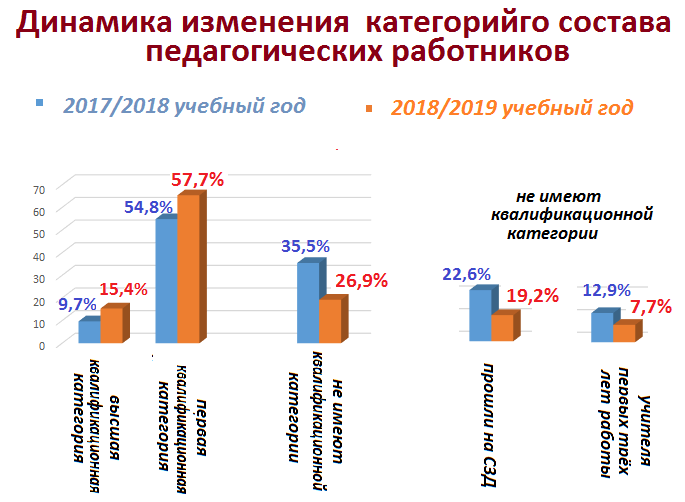 Динамика изменения категорийго состава
педагогических работников
2017/2018 учебный год
2018/2019 учебный год
не имеют
квалификационной
категории
70
60
50
40
30
20
10
0
9,7%
15,4%
54,8%
57,7%
35,5%
26,9%
22,6%
19,2%
12,9%
7,7%
высшая
квалификационная
категория
первая
квалификационная
категория
не имеют
квалификационной
категории
прошли на СЗД
учителя
первых трёх
лет работы